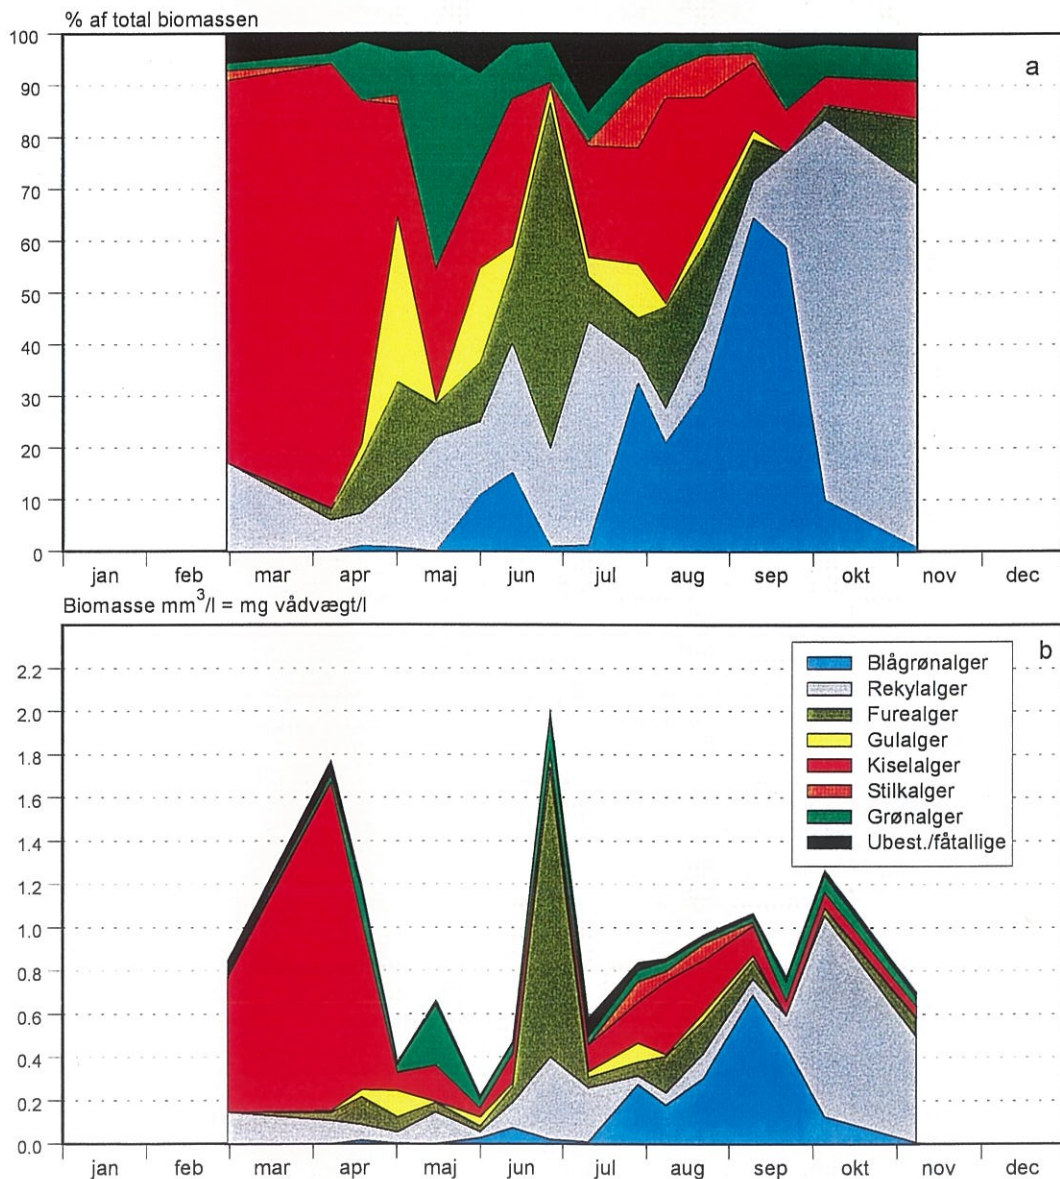 % af total biomassen
a
100
90
80
70
60
50
40
30
20
10
0
jan feb mar apr maj jun jul aug sep okt nov dec
Biomasse mm³/l = mg vådvægt/l
b
2.2
2.0
1.8
1.6
1.4
1.2
1.0
0.8
0.6
0.4
0.2
0.0
Blågrønalger
Rekylalger
Furealger
Gulalger
Kiselalger
Stilkalger
Grønalger
Ubest./fåtallige
jan feb mar apr maj jun jul aug sep okt nov dec